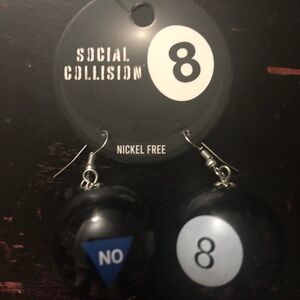 SOCIAL
COLLISION
8
NICKEL FREE
NO
8